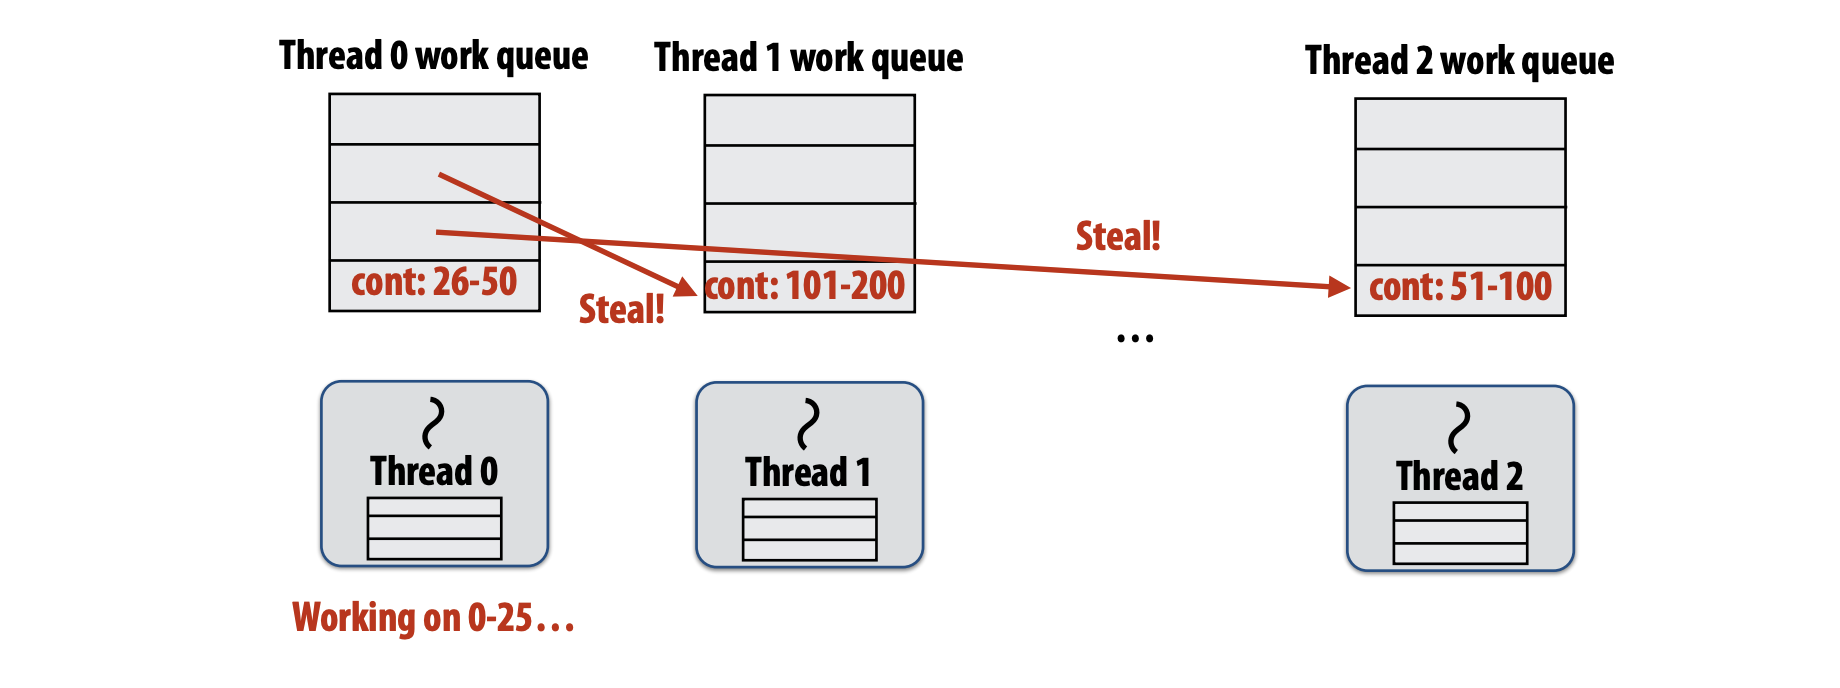 Thread 0 work queue
Thread 1 work queue
Thread 2 work queue
cont: 26-50
Steal!
cont: 101-200
Steal!
cont: 51-100
...
Thread 0
Thread 1
Thread 2
Working on 0-25...